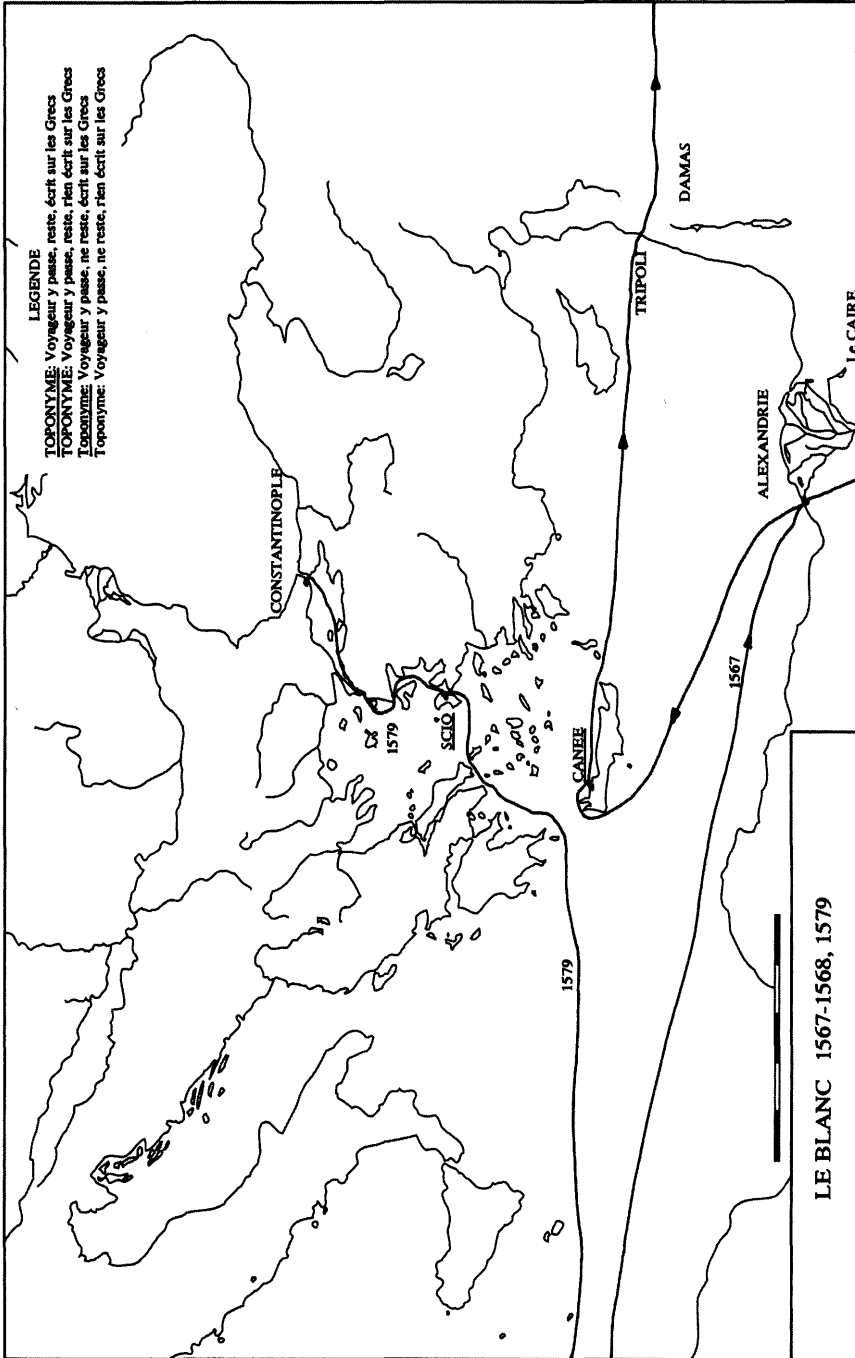 LEGENDE
TOPONYME: Voyageur y passe, reste, écrit sur les Grecs
TOPONYME: Voyageur y passe, reste, rien écrit sur les Grecs
Toponyme: Voyageur y passe, ne reste, écrit sur les Grecs
Toponyme: Voyageur y passe, ne reste, rien écrit sur les Grecs
CONSTANTINOPLE
1579
SCIO
CANEE
1579
TRIPOLI
DAMAS
ALEXANDRIE
Le CAIRE
1567
LE BLANC 1567-1568, 1579